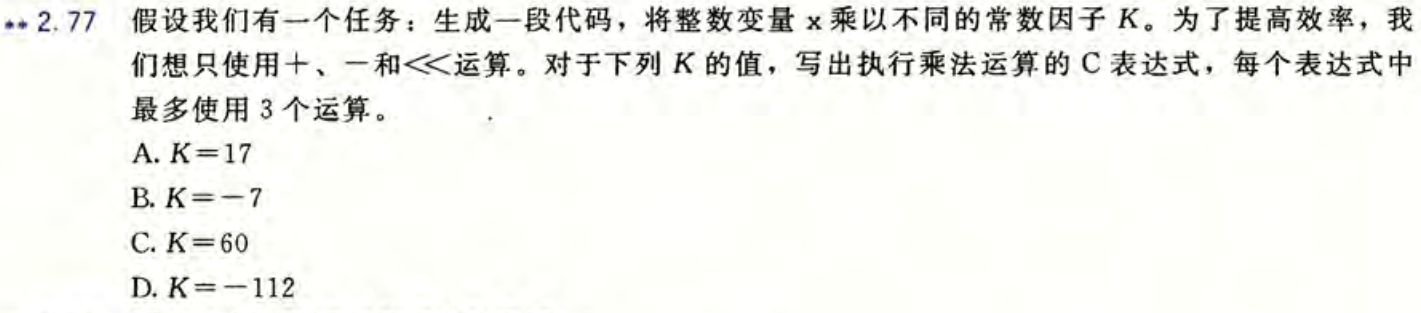 ** 2.77 假设我们有一个任务：生成一段代码，将整数变量 x 乘以不同的常数因子 K。为了提高效率，我
们想只使用＋、－和<<运算。对于下列 K 的值，写出执行乘法运算的 C 表达式，每个表达式中
最多使用 3 个运算。
A. K=17
B. K=-7
C. K=60
D. K=-112